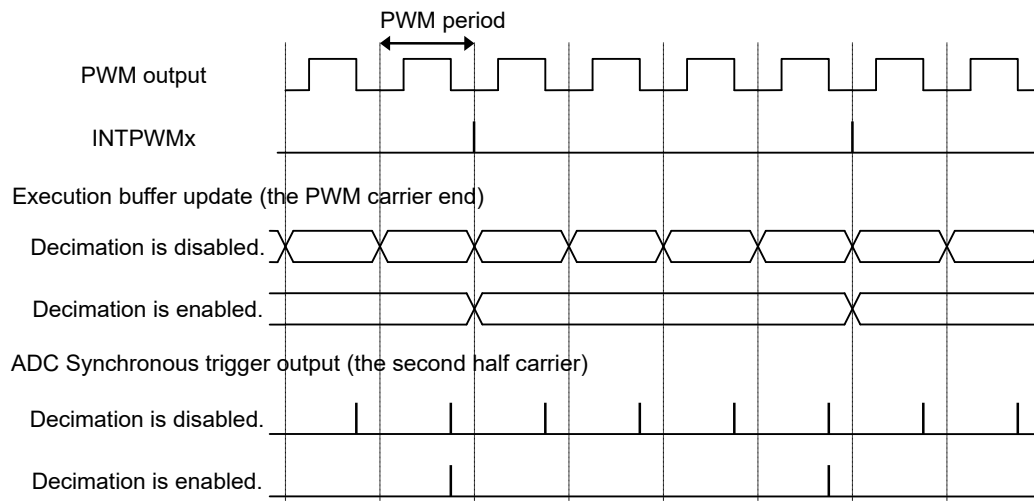 PWM period
PWM output
INTPWMx
Execution buffer update (the PWM carrier end)
Decimation is disabled.
Decimation is enabled.
ADC Synchronous trigger output (the second half carrier)
Decimation is disabled.
Decimation is enabled.